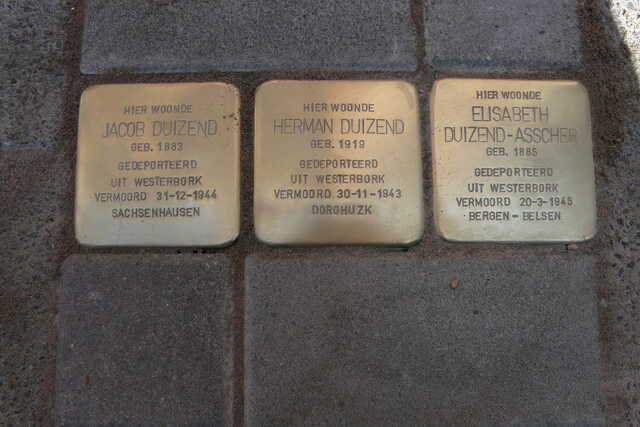 HIER WOONDE
JACOB DUIZEND
GEB. 1883
GEDEPORTEERD
UIT WESTERBORK
VERMOORD 31-12-1944
SACHSENHAUSEN
HIER WOONDE
HERMAN DUIZEND
GEB. 1919
GEDEPORTEERD
UIT WESTERBORK
VERMOORD 30-11-1943
DOROHUZK
HIER WOONDE
ELISABETH
DUIZEND-ASSCHER
GEB. 1885
GEDEPORTEERD
UIT WESTERBORK
VERMOORD 20-3-1945
BERGEN-BELSEN